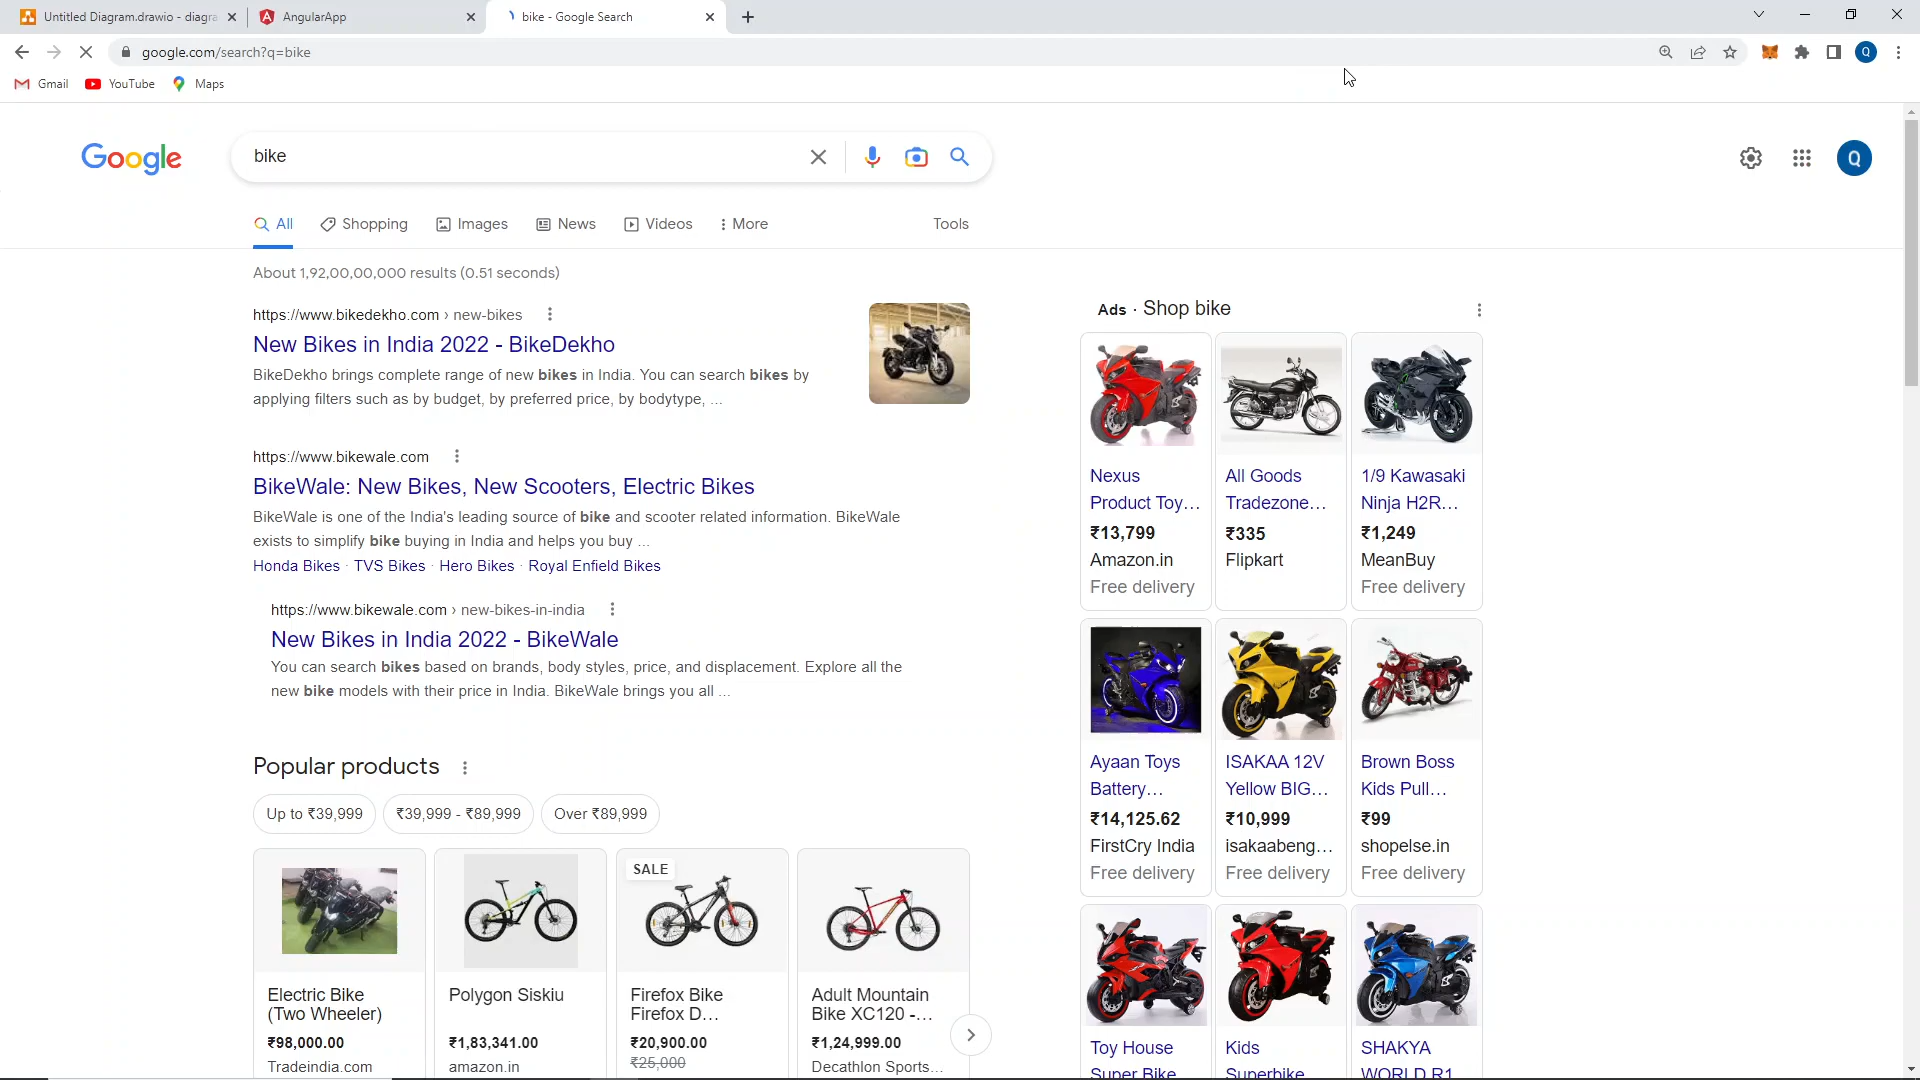 Untitled Diagram.drawio - diagra
AngularApp
bike - Google Search
google.com/search?q=bike
Q
Gmail
YouTube
Maps
Google
bike
Q
All
Shopping
Images
News
Videos
More
Tools
About 1,92,00,00,000 results (0.51 seconds)
https://www.bikedekho.com › new-bikes
New Bikes in India 2022 - BikeDekho
BikeDekho brings complete range of new bikes in India. You can search bikes by
applying filters such as by budget, by preferred price, by bodytype, ...
https://www.bikewale.com
BikeWale: New Bikes, New Scooters, Electric Bikes
BikeWale is one of the India's leading source of bike and scooter related information. BikeWale
exists to simplify bike buying in India and helps you buy ...
Honda Bikes · TVS Bikes · Hero Bikes · Royal Enfield Bikes
https://www.bikewale.com › new-bikes-in-india
New Bikes in India 2022 - BikeWale
You can search bikes based on brands, body styles, price, and displacement. Explore all the
new bike models with their price in India. BikeWale brings you all ...
Popular products
Up to ₹39,999
₹39,999 - ₹89,999
Over ₹89,999
Electric Bike
(Two Wheeler)
₹98,000.00
Tradeindia.com
Polygon Siskiu
₹1,83,341.00
amazon.in
SALE
Firefox Bike
Firefox D...
₹20,900.00
₹25,000
Adult Mountain
Bike XC120 -...
₹1,24,999.00
Decathlon Sports...
Ads · Shop bike
Nexus
Product Toy...
₹13,799
Amazon.in
Free delivery
All Goods
Tradezone...
₹335
Flipkart
1/9 Kawasaki
Ninja H2R...
₹1,249
MeanBuy
Free delivery
Ayaan Toys
Battery...
₹14,125.62
FirstCry India
Free delivery
ISAKAA 12V
Yellow BIG...
₹10,999
isakaabeng...
Free delivery
Brown Boss
Kids Pull...
₹99
shopelse.in
Free delivery
Toy House
Super Bike
Kids
Superbike
SHAKYA
WORLD R1